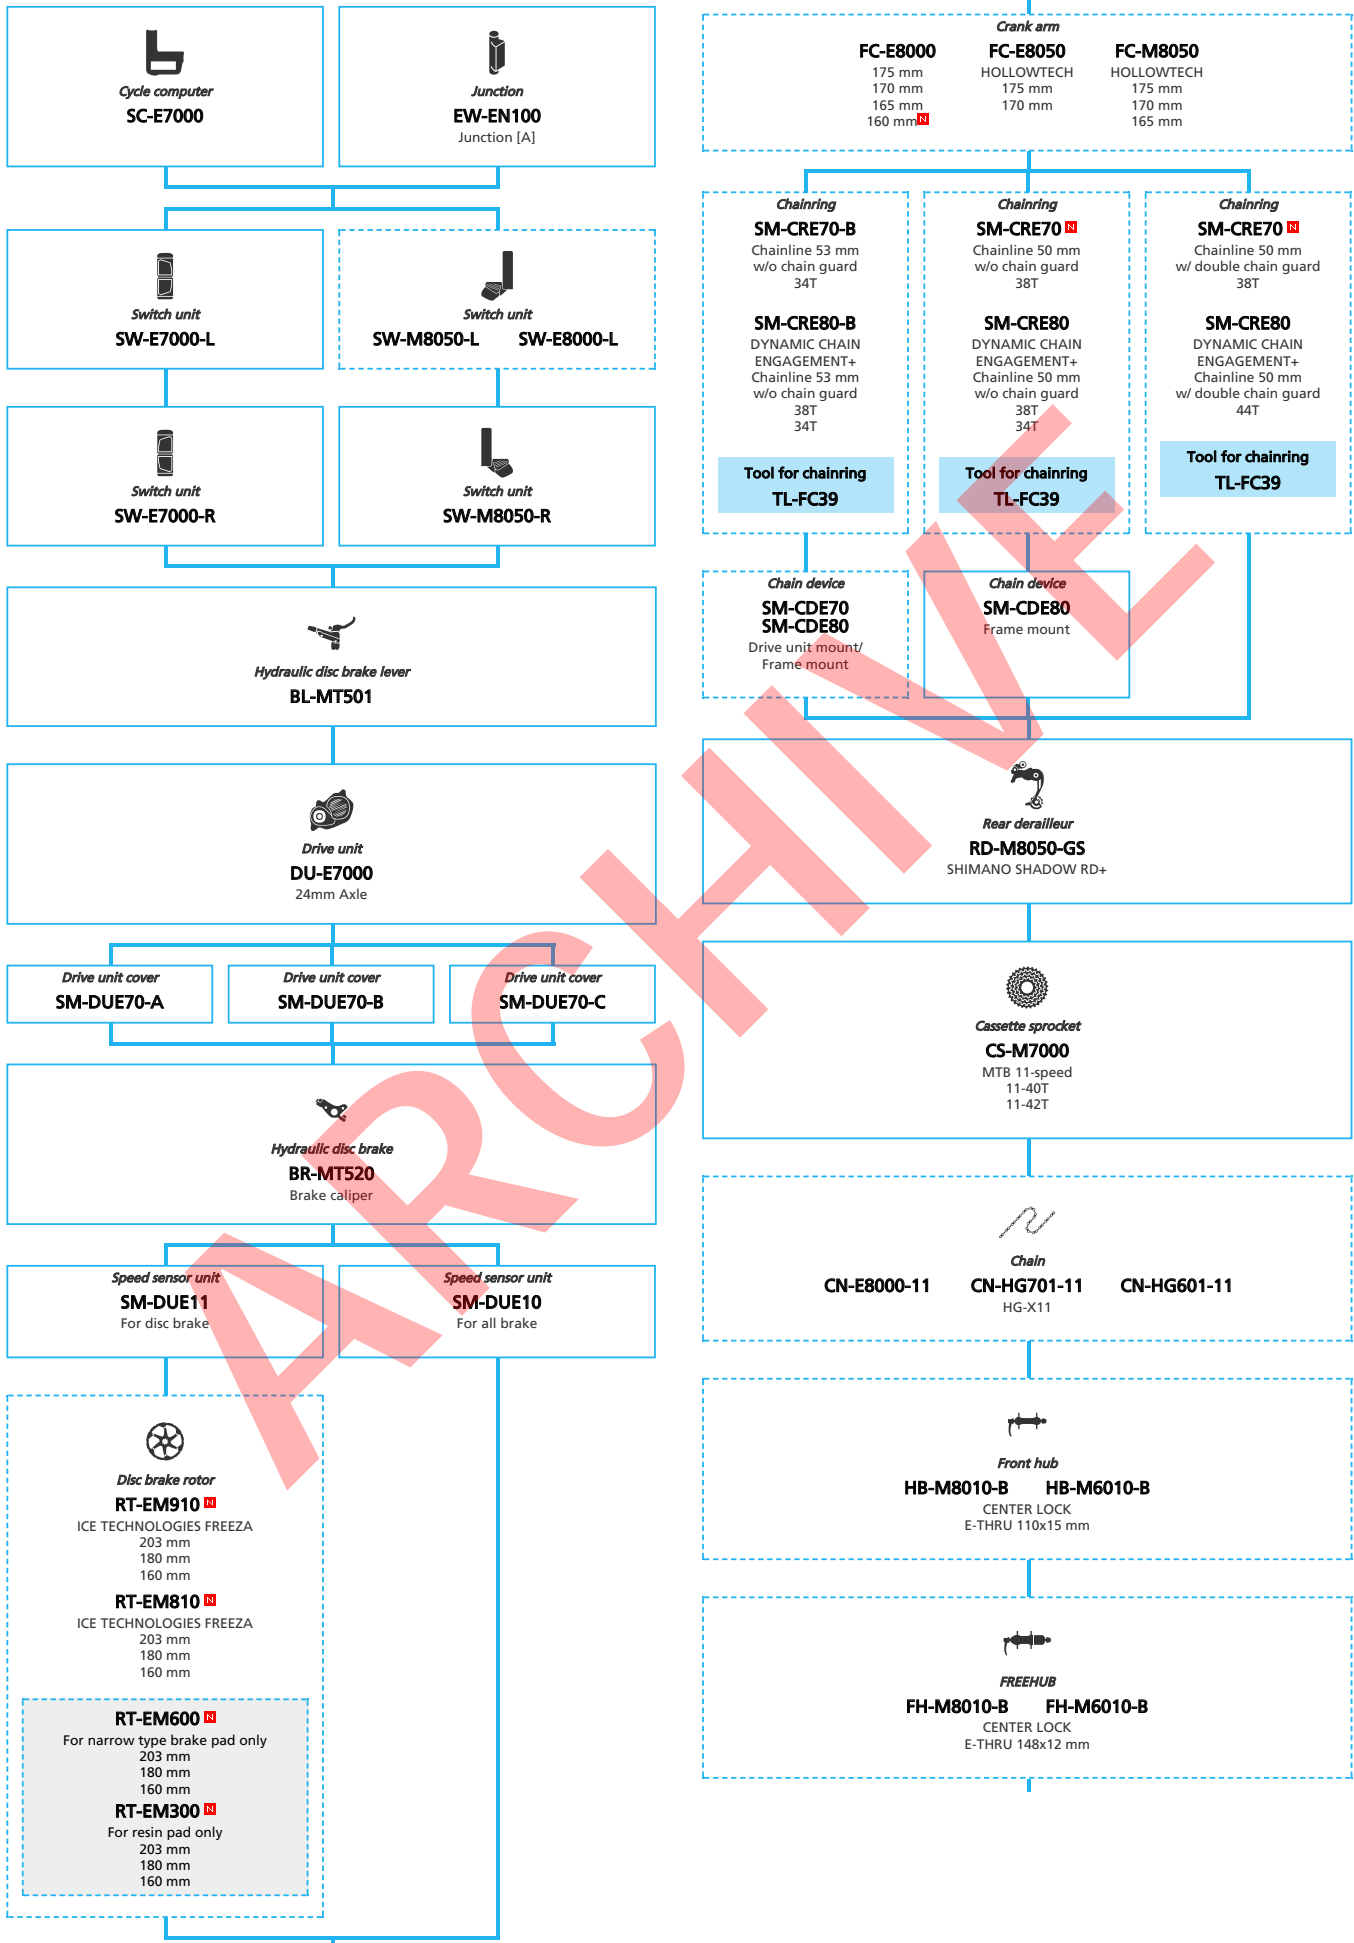 Cycle computer
SC-E7000
Junction
EW-EN100
Junction [A]
Switch unit
SW-E7000-L
Switch unit
SW-M8050-L SW-E8000-L
Switch unit
SW-E7000-R
Switch unit
SW-M8050-R
Hydraulic disc brake lever
BL-MT501
Drive unit
DU-E7000
24mm Axle
Drive unit cover
SM-DUE70-A
Drive unit cover
SM-DUE70-B
Drive unit cover
SM-DUE70-C
Hydraulic disc brake
BR-MT520
Brake caliper
Speed sensor unit
SM-DUE11
For disc brake
Speed sensor unit
SM-DUE10
For all brake
Disc brake rotor
RT-EM910 N
ICE TECHNOLOGIES FREEZA
203 mm
180 mm
160 mm
RT-EM810 N
ICE TECHNOLOGIES FREEZA
203 mm
180 mm
160 mm
RT-EM600 N
For narrow type brake pad only
203 mm
180 mm
160 mm
RT-EM300 N
For resin pad only
203 mm
180 mm
160 mm
Crank arm
FC-E8000
175 mm
170 mm
165 mm
160 mm N
FC-E8050
HOLLOWTECH
175 mm
170 mm
FC-M8050
HOLLOWTECH
175 mm
170 mm
165 mm
Chainring
SM-CRE70-B
Chainline 53 mm
w/o chain guard
34T
SM-CRE80-B
DYNAMIC CHAIN
ENGAGEMENT+
Chainline 53 mm
w/o chain guard
38T
34T
Tool for chainring
TL-FC39
Chainring
SM-CRE70 N
Chainline 50 mm
w/o chain guard
38T
SM-CRE80
DYNAMIC CHAIN
ENGAGEMENT+
Chainline 50 mm
w/o chain guard
38T
34T
Tool for chainring
TL-FC39
Chainring
SM-CRE70 N
Chainline 50 mm
w/ double chain guard
38T
SM-CRE80
DYNAMIC CHAIN
ENGAGEMENT+
Chainline 50 mm
w/ double chain guard
44T
Tool for chainring
TL-FC39
Chain device
SM-CDE70
SM-CDE80
Drive unit mount/
Frame mount
Chain device
SM-CDE80
Frame mount
Rear derailleur
RD-M8050-GS
SHIMANO SHADOW RD+
Cassette sprocket
CS-M7000
MTB 11-speed
11-40T
11-42T
Chain
CN-E8000-11 CN-HG701-11 CN-HG601-11
HG-X11
Front hub
HB-M8010-B HB-M6010-B
CENTER LOCK
E-THRU 110x15 mm
FREEHUB
FH-M8010-B FH-M6010-B
CENTER LOCK
E-THRU 148x12 mm
ARCHIVE